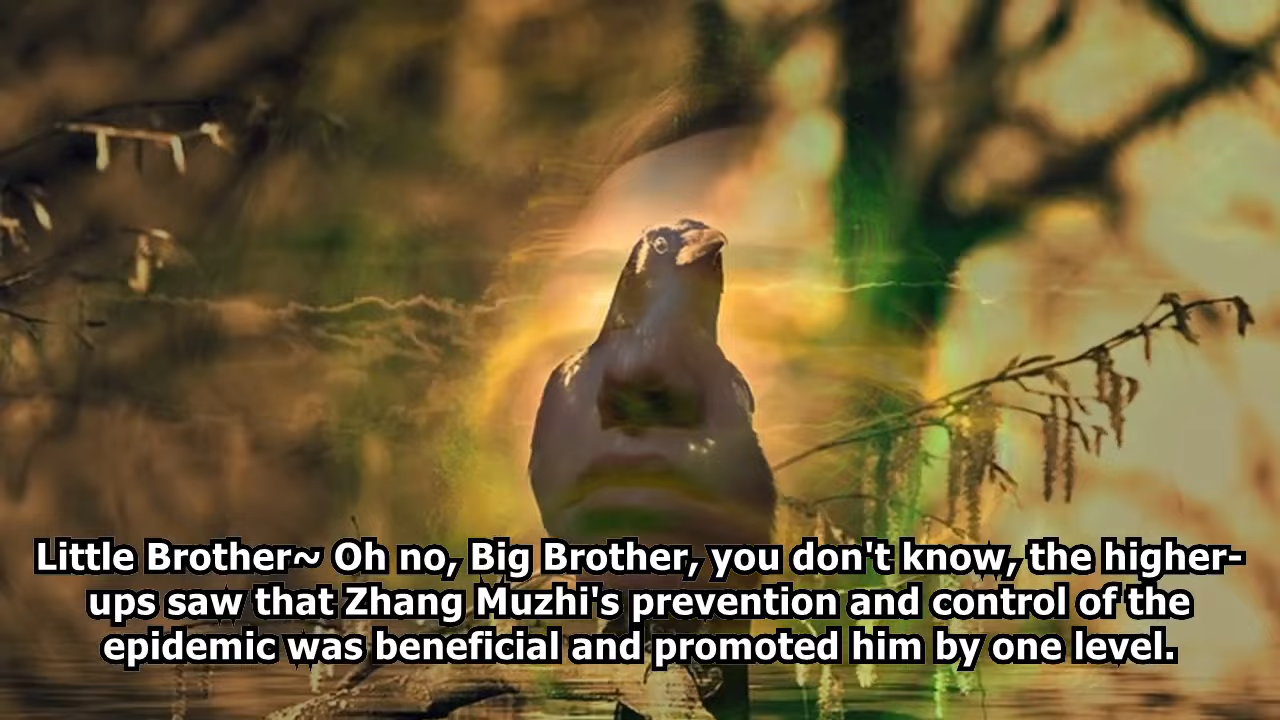 Little Brother~ Oh no, Big Brother, you don't know, the higher-
ups saw that Zhang Muzhi's prevention and control of the
epidemic was beneficial and promoted him by one level.